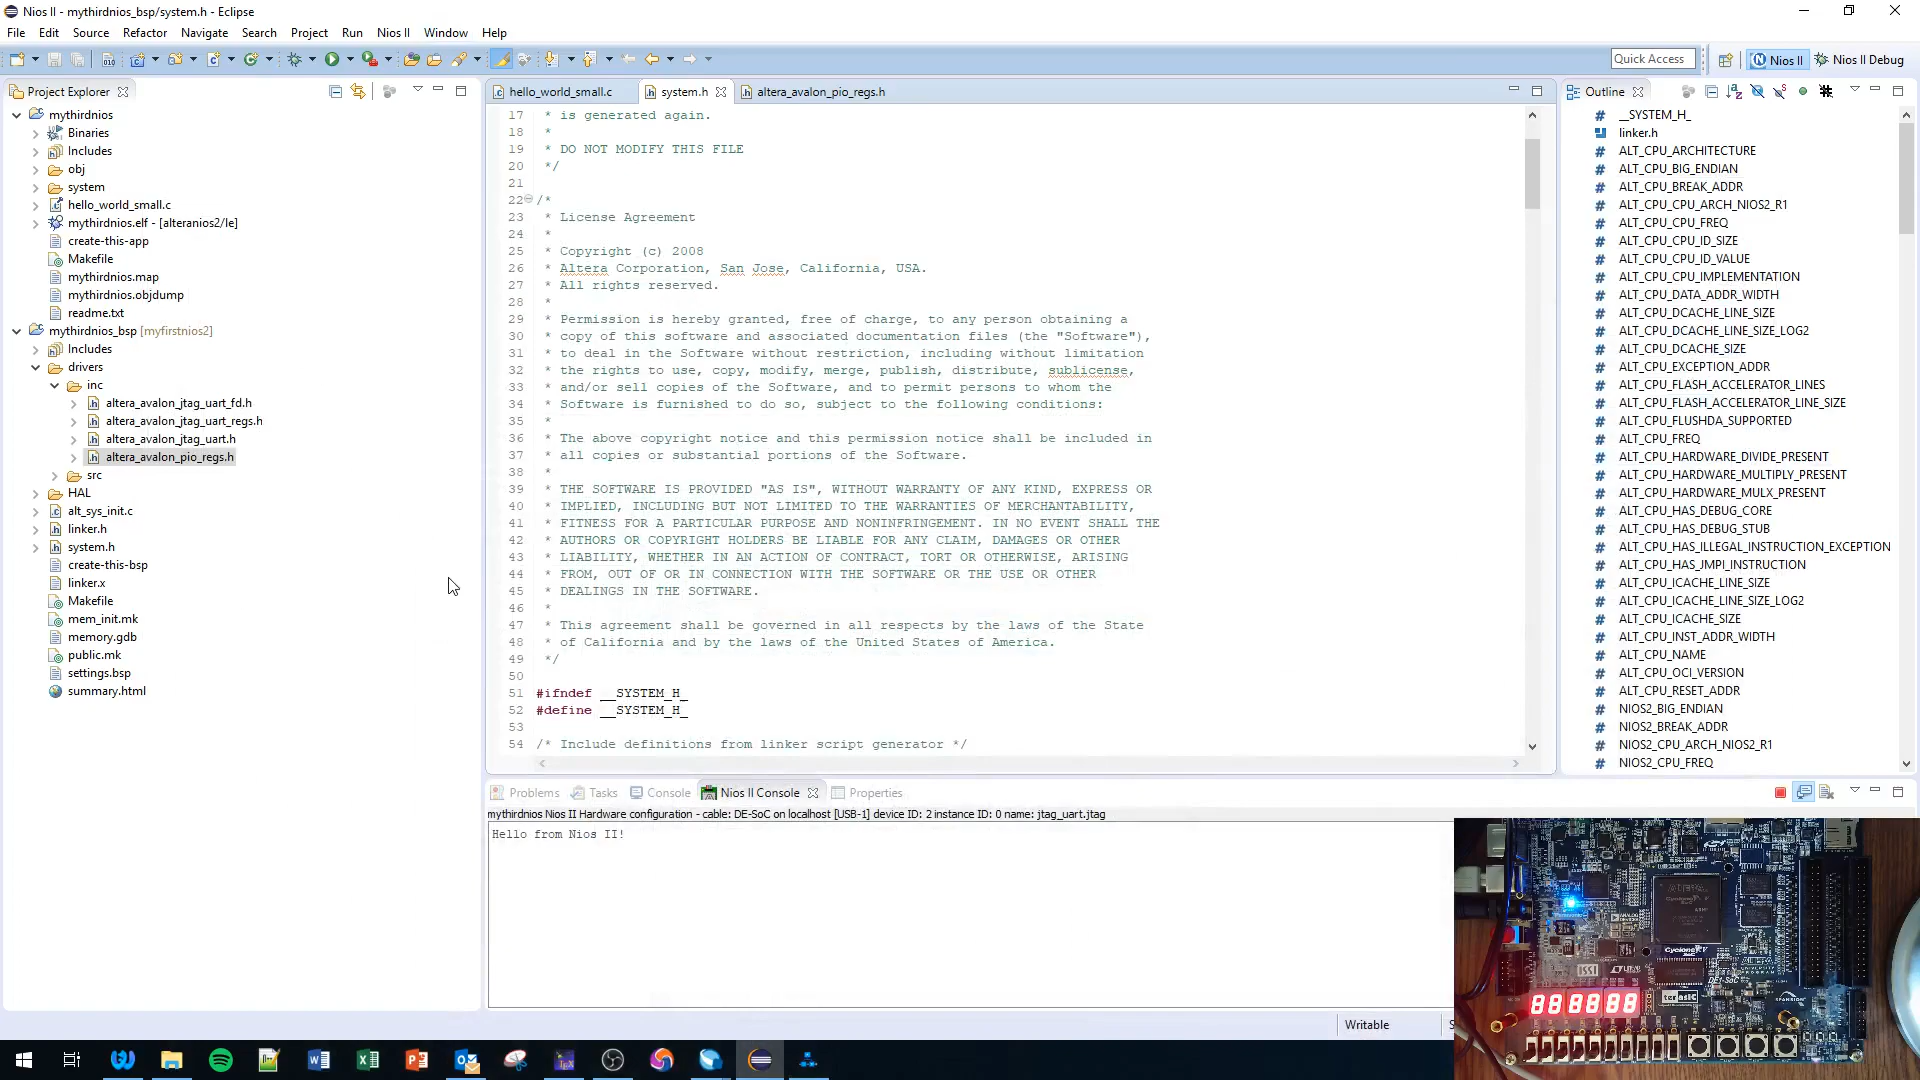 Nios II - mythirdnios_bsp/system.h - Eclipse
File Edit Source Refactor Navigate Search Project Run Nios II Window Help
Quick Access
Nios II
Nios II Debug
Project Explorer
mythirdnios
Binaries
Includes
obj
system
hello_world_small.c
mythirdnios.elf - [alteranios2/le]
create-this-app
Makefile
mythirdnios.map
mythirdnios.objdump
readme.txt
mythirdnios_bsp [myfirstnios2]
Includes
drivers
inc
altera_avalon_jtag_uart_fd.h
altera_avalon_jtag_uart_regs.h
altera_avalon_jtag_uart.h
altera_avalon_pio_regs.h
src
HAL
alt_sys_init.c
linker.h
system.h
create-this-bsp
linker.x
Makefile
mem_init.mk
memory.gdb
public.mk
settings.bsp
summary.html
hello_world_small.c
system.h
altera_avalon_pio_regs.h
17 * is generated again.
18 *
19 * DO NOT MODIFY THIS FILE
20 */
21
22 /*
23 * License Agreement
24 *
25 * Copyright (c) 2008
26 * Altera Corporation, San Jose, California, USA.
27 * All rights reserved.
28 *
29 * Permission is hereby granted, free of charge, to any person obtaining a
30 * copy of this software and associated documentation files (the "Software"),
31 * to deal in the Software without restriction, including without limitation
32 * the rights to use, copy, modify, merge, publish, distribute, sublicense,
33 * and/or sell copies of the Software, and to permit persons to whom the
34 * Software is furnished to do so, subject to the following conditions:
35 *
36 * The above copyright notice and this permission notice shall be included in
37 * all copies or substantial portions of the Software.
38 *
39 * THE SOFTWARE IS PROVIDED "AS IS", WITHOUT WARRANTY OF ANY KIND, EXPRESS OR
40 * IMPLIED, INCLUDING BUT NOT LIMITED TO THE WARRANTIES OF MERCHANTABILITY,
41 * FITNESS FOR A PARTICULAR PURPOSE AND NONINFRINGEMENT. IN NO EVENT SHALL THE
42 * AUTHORS OR COPYRIGHT HOLDERS BE LIABLE FOR ANY CLAIM, DAMAGES OR OTHER
43 * LIABILITY, WHETHER IN AN ACTION OF CONTRACT, TORT OR OTHERWISE, ARISING
44 * FROM, OUT OF OR IN CONNECTION WITH THE SOFTWARE OR THE USE OR OTHER
45 * DEALINGS IN THE SOFTWARE.
46 *
47 * This agreement shall be governed in all respects by the laws of the State
48 * of California and by the laws of the United States of America.
49 */
50
51 #ifndef __SYSTEM_H_
52 #define __SYSTEM_H_
53
54 /* Include definitions from linker script generator */
Outline
__SYSTEM_H_
linker.h
ALT_CPU_ARCHITECTURE
ALT_CPU_BIG_ENDIAN
ALT_CPU_BREAK_ADDR
ALT_CPU_CPU_ARCH_NIOS2_R1
ALT_CPU_CPU_FREQ
ALT_CPU_CPU_ID_SIZE
ALT_CPU_CPU_ID_VALUE
ALT_CPU_CPU_IMPLEMENTATION
ALT_CPU_DATA_ADDR_WIDTH
ALT_CPU_DCACHE_LINE_SIZE
ALT_CPU_DCACHE_LINE_SIZE_LOG2
ALT_CPU_DCACHE_SIZE
ALT_CPU_EXCEPTION_ADDR
ALT_CPU_FLASH_ACCELERATOR_LINES
ALT_CPU_FLASH_ACCELERATOR_LINE_SIZE
ALT_CPU_FLUSHDA_SUPPORTED
ALT_CPU_FREQ
ALT_CPU_HARDWARE_DIVIDE_PRESENT
ALT_CPU_HARDWARE_MULTIPLY_PRESENT
ALT_CPU_HARDWARE_MULX_PRESENT
ALT_CPU_HAS_DEBUG_CORE
ALT_CPU_HAS_DEBUG_STUB
ALT_CPU_HAS_ILLEGAL_INSTRUCTION_EXCEPTION
ALT_CPU_HAS_JMPI_INSTRUCTION
ALT_CPU_ICACHE_LINE_SIZE
ALT_CPU_ICACHE_LINE_SIZE_LOG2
ALT_CPU_ICACHE_SIZE
ALT_CPU_INST_ADDR_WIDTH
ALT_CPU_NAME
ALT_CPU_OCI_VERSION
ALT_CPU_RESET_ADDR
NIOS2_BIG_ENDIAN
NIOS2_BREAK_ADDR
NIOS2_CPU_ARCH_NIOS2_R1
NIOS2_CPU_FREQ
Problems Tasks Console Nios II Console Properties
mythirdnios Nios II Hardware configuration - cable: DE-SoC on localhost [USB-1] device ID: 2 instance ID: 0 name: jtag_uart.jtag
Hello from Nios II!
Writable
ISSI
terasIC
88 88 88